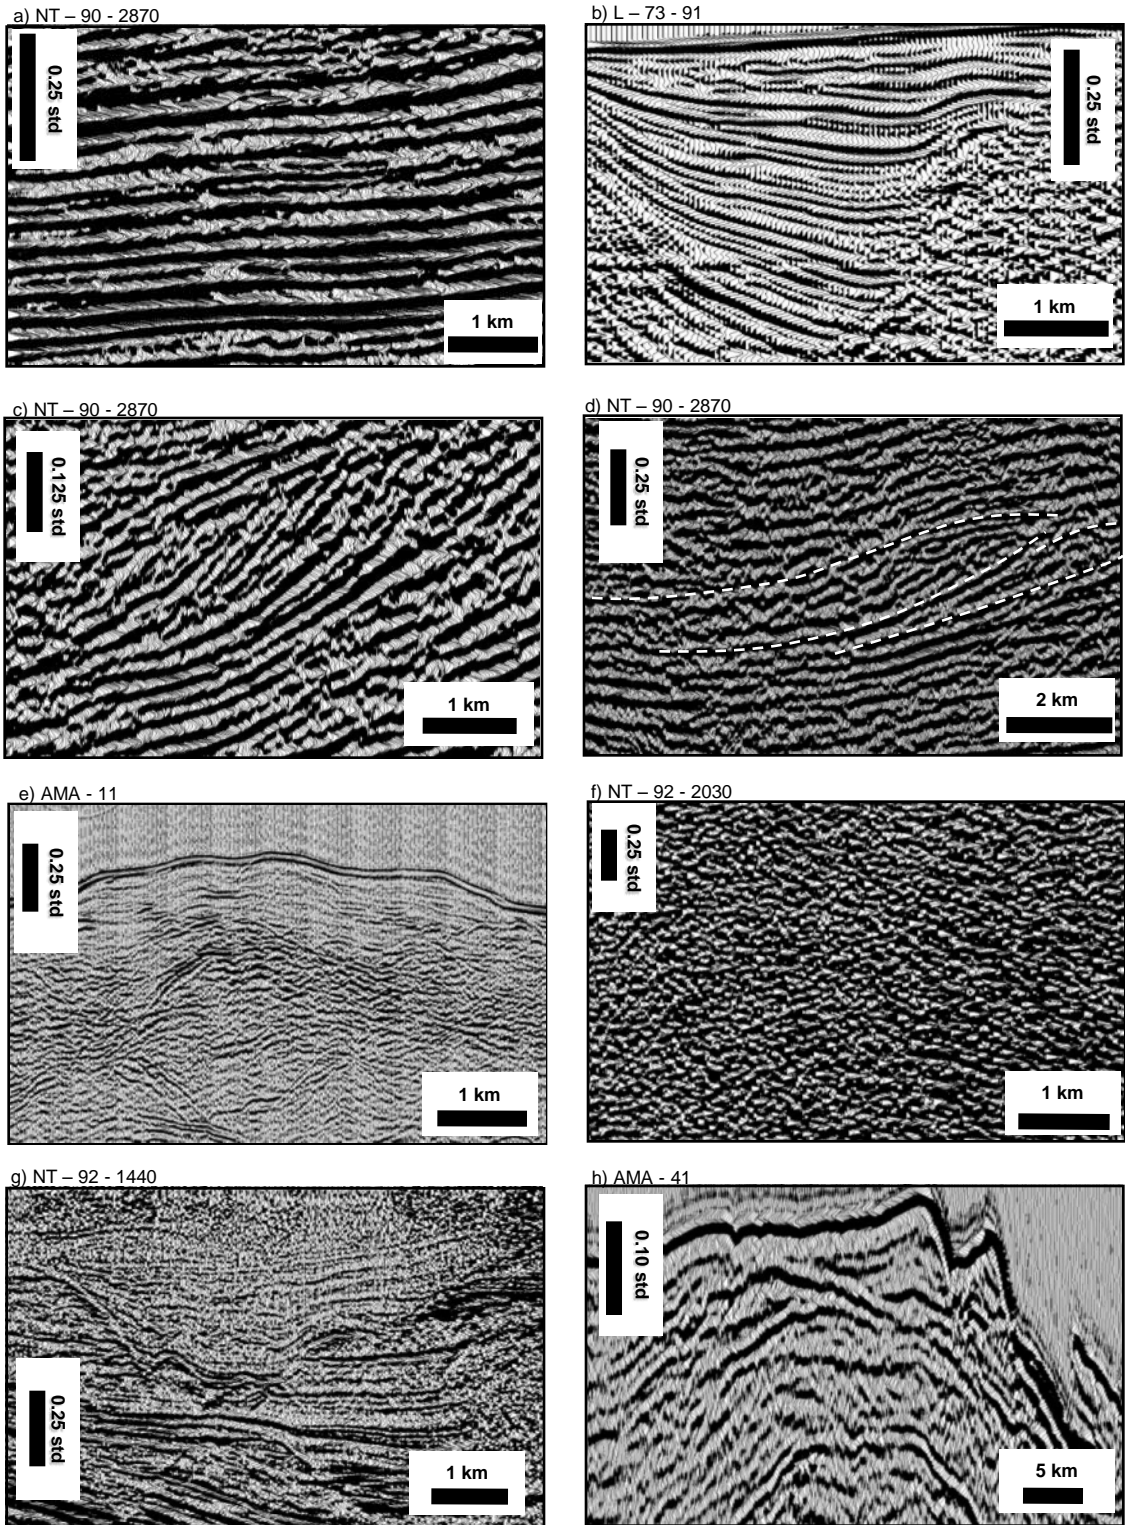 a) NT – 90 - 2870
0.25 std
1 km
b) L – 73 - 91
0.25 std
1 km
c) NT – 90 - 2870
0.125 std
1 km
d) NT – 90 - 2870
0.25 std
2 km
e) AMA - 11
0.25 std
1 km
f) NT – 92 - 2030
0.25 std
1 km
g) NT – 92 - 1440
0.25 std
1 km
h) AMA - 41
0.10 std
5 km